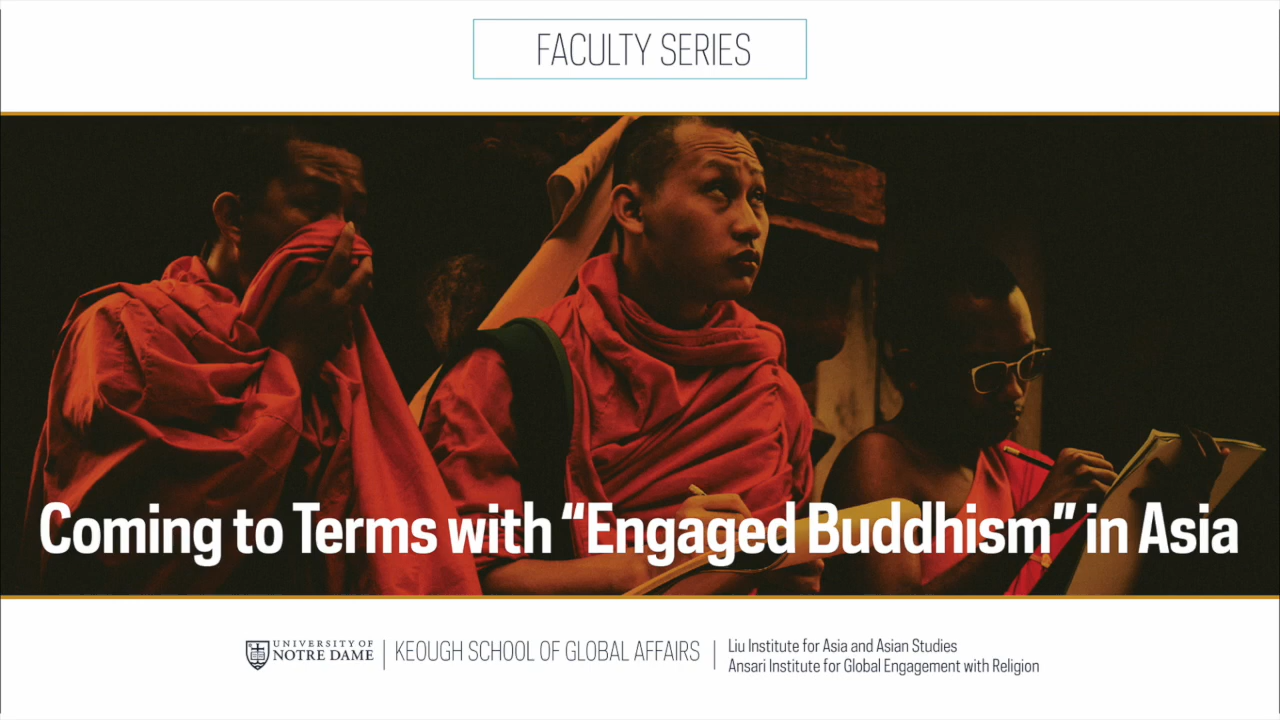 FACULTY SERIES
Coming to Terms with “Engaged Buddhism” in Asia
UNIVERSITY OF
NOTRE DAME
KEOUGH SCHOOL OF GLOBAL AFFAIRS
Liu Institute for Asia and Asian Studies
Ansari Institute for Global Engagement with Religion